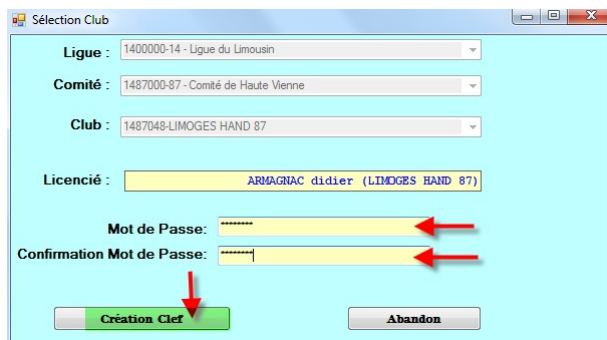 Sélection Club
Ligue : 1400000-14 - Ligue du Limousin
Comité : 1487000-87 - Comité de Haute Vienne
Club : 1487048-LIMOGES HAND 87
Licencié : ARMAGNAC didier (LIMOGES HAND 87)
Mot de Passe: ********
Confirmation Mot de Passe: ********
Création Clef Abandon